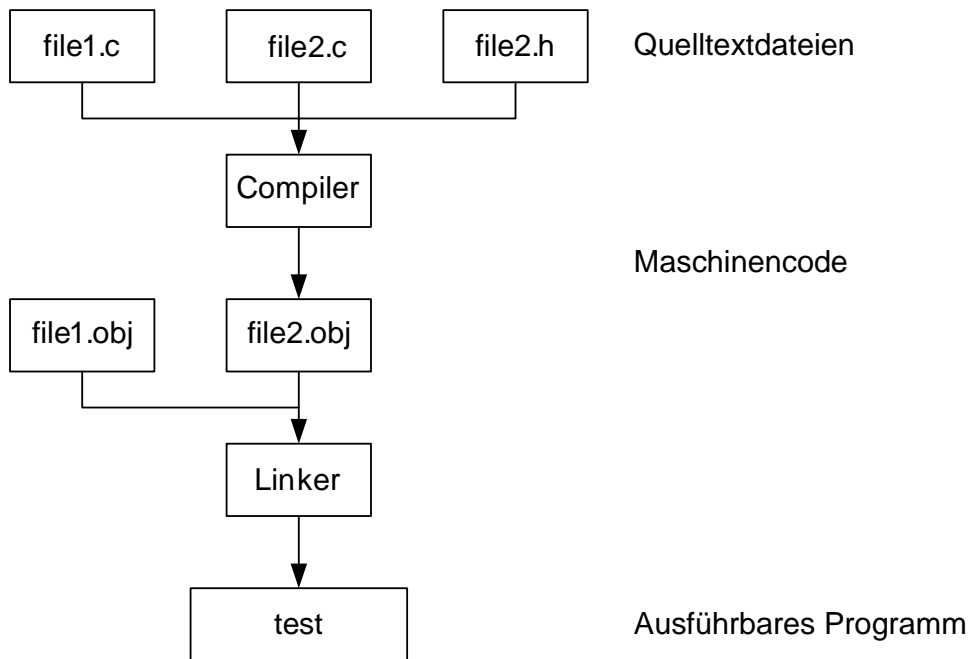 file1.c
file2.c
file2.h
Quelltextdateien
Compiler
Maschinencode
file1.obj
file2.obj
Linker
test
Ausführbares Programm